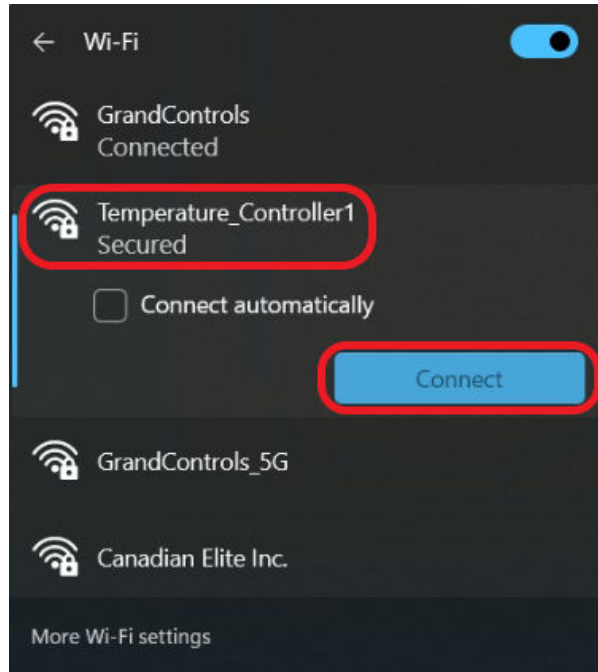 Wi-Fi
GrandControls
Connected
Temperature_Controller1
Secured
Connect automatically
Connect
GrandControls_5G
Canadian Elite Inc.
More Wi-Fi settings